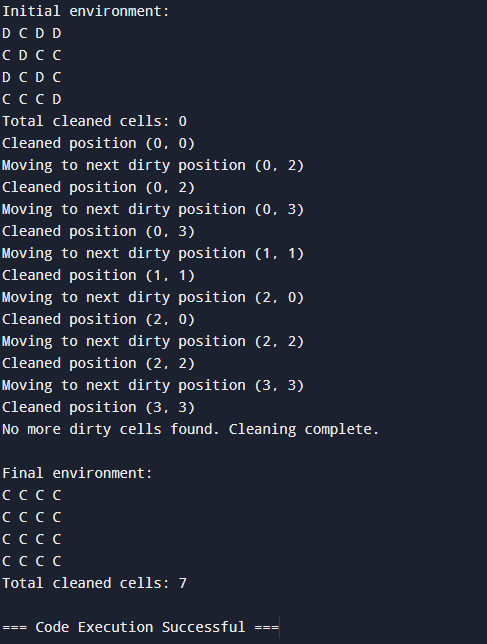 Initial environment:
D C D D
C D C C
D C D C
C C C D
Total cleaned cells: 0
Cleaned position (0, 0)
Moving to next dirty position (0, 2)
Cleaned position (0, 2)
Moving to next dirty position (0, 3)
Cleaned position (0, 3)
Moving to next dirty position (1, 1)
Cleaned position (1, 1)
Moving to next dirty position (2, 0)
Cleaned position (2, 0)
Moving to next dirty position (2, 2)
Cleaned position (2, 2)
Moving to next dirty position (3, 3)
Cleaned position (3, 3)
No more dirty cells found. Cleaning complete.

Final environment:
C C C C
C C C C
C C C C
C C C C
Total cleaned cells: 7

=== Code Execution Successful ===